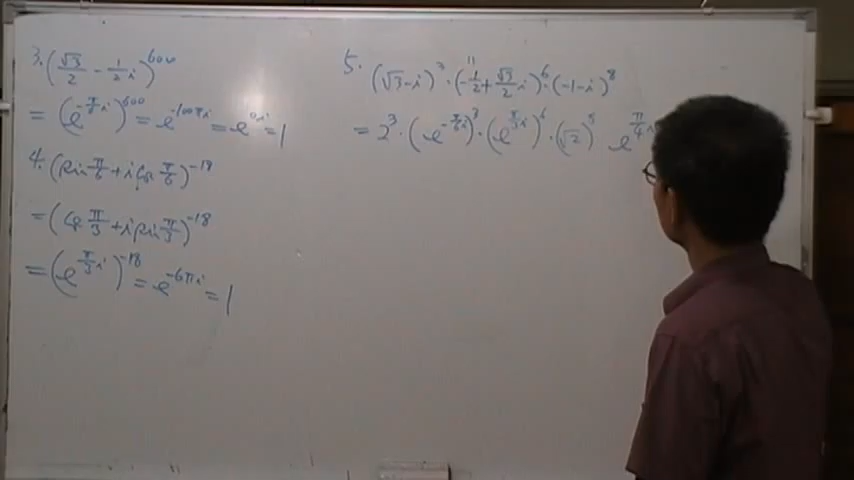 3. (√3/2 - 1/2 i)^600
= (e^(-π/6 i))^600 = e^(-100πi) = e^(0i) = 1
4. (sin π/6 + i cos π/6)^-18
= (cos π/3 + i sin π/3)^-18
= (e^(π/3 i))^-18 = e^(-6πi) = 1
5. (√3 - i)^3 · (-1/2 + √3/2 i)^6 · (-1 - i)^8
= 2^3 · (e^(-π/6 i))^3 · (e^(π/3 i))^6 · (√2)^8 e^(π/4 i)